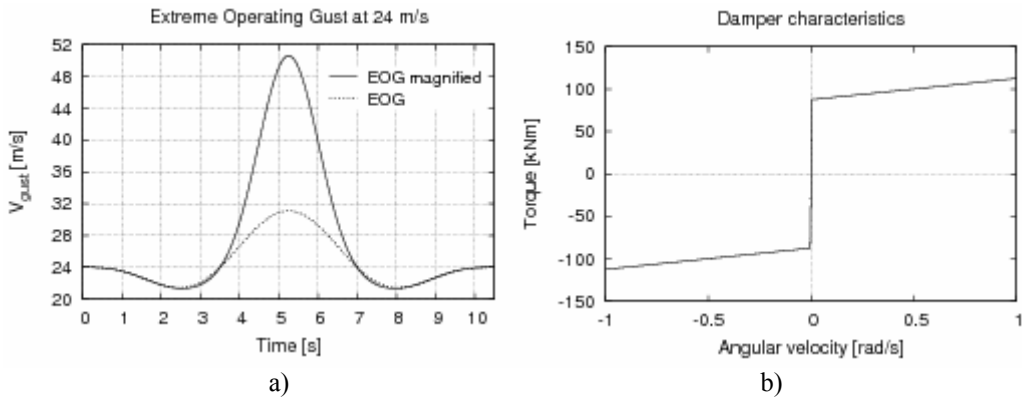 Extreme Operating Gust at 24 m/s
52
48
44
40
36
32
28
24
20
V_gust [m/s]
EOG magnified
EOG
0 1 2 3 4 5 6 7 8 9 10
Time [s]
a)
Damper characteristics
150
100
50
0
-50
-100
-150
Torque [kNm]
-1 -0.5 0 0.5 1
Angular velocity [rad/s]
b)